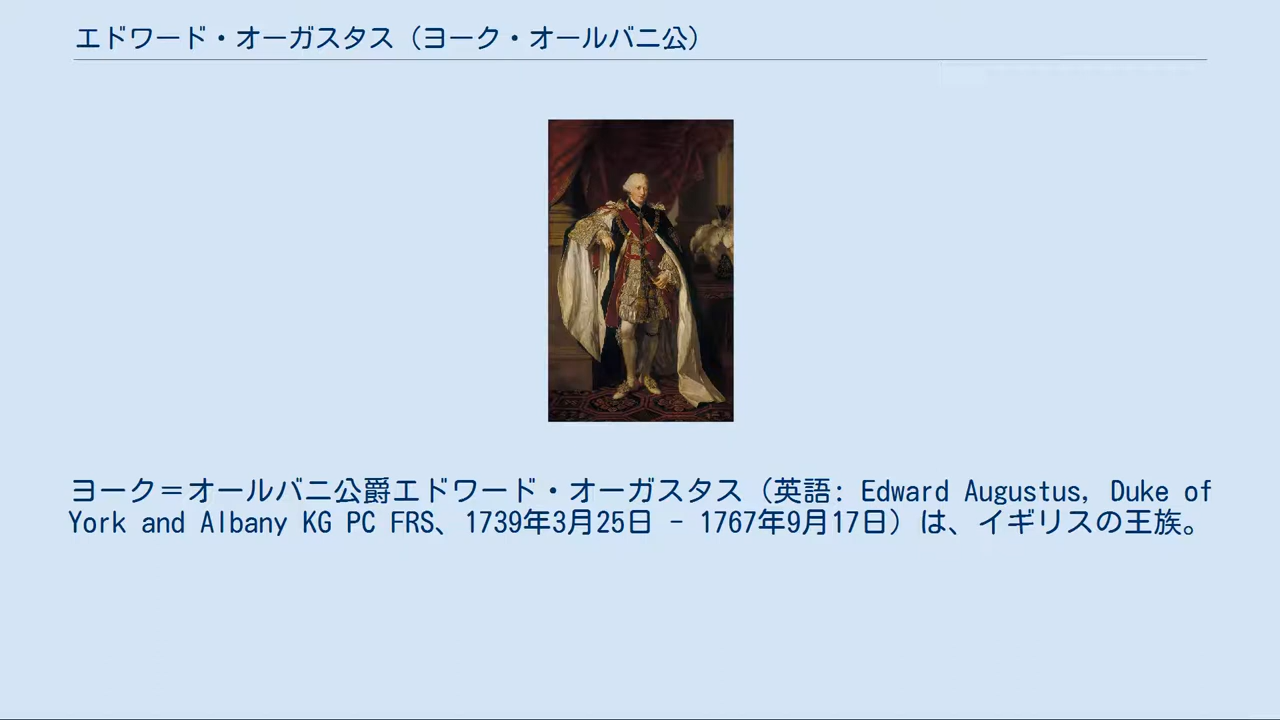 エドワード・オーガスタス（ヨーク・オールバニ公）
ヨーク＝オールバニ公爵エドワード・オーガスタス（英語: Edward Augustus, Duke of
York and Albany KG PC FRS、1739年3月25日 - 1767年9月17日）は、イギリスの王族。